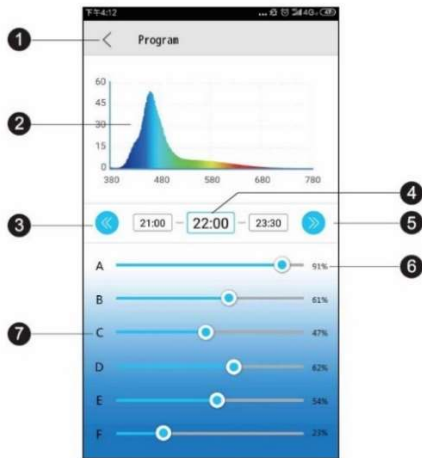 下午4:12 ... 4G
1 < Program
60
45
2 30
15
0
380 480 580 680 780
4
3 « 21:00 – 22:00 – 23:30 » 5
A 91% 6
B 61%
7 C 47%
D 62%
E 54%
F 23%